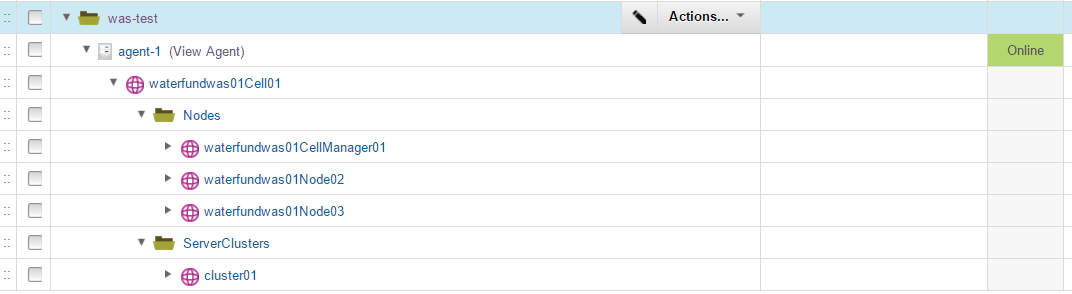 was-test Actions...
agent-1 (View Agent) Online
waterfundwas01Cell01
Nodes
waterfundwas01CellManager01
waterfundwas01Node02
waterfundwas01Node03
ServerClusters
cluster01